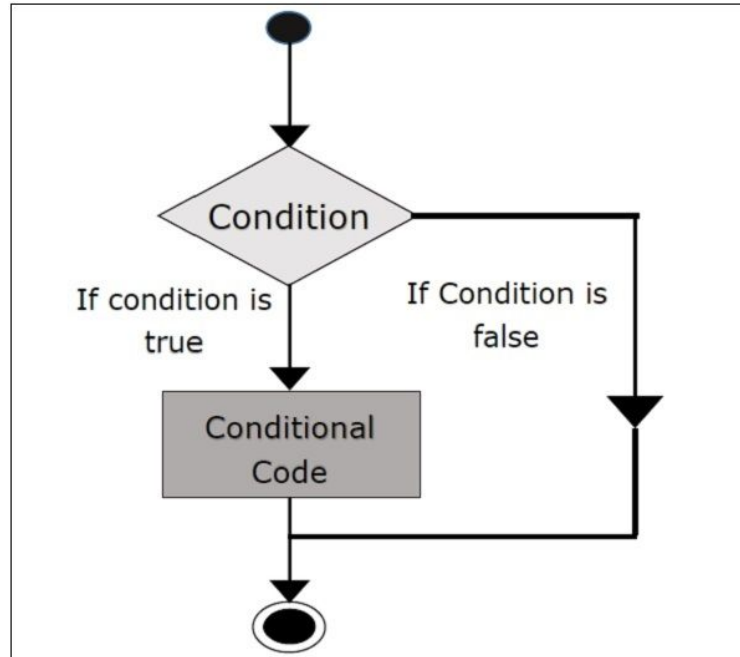 Condition
If condition is
true
If Condition is
false
Conditional
Code